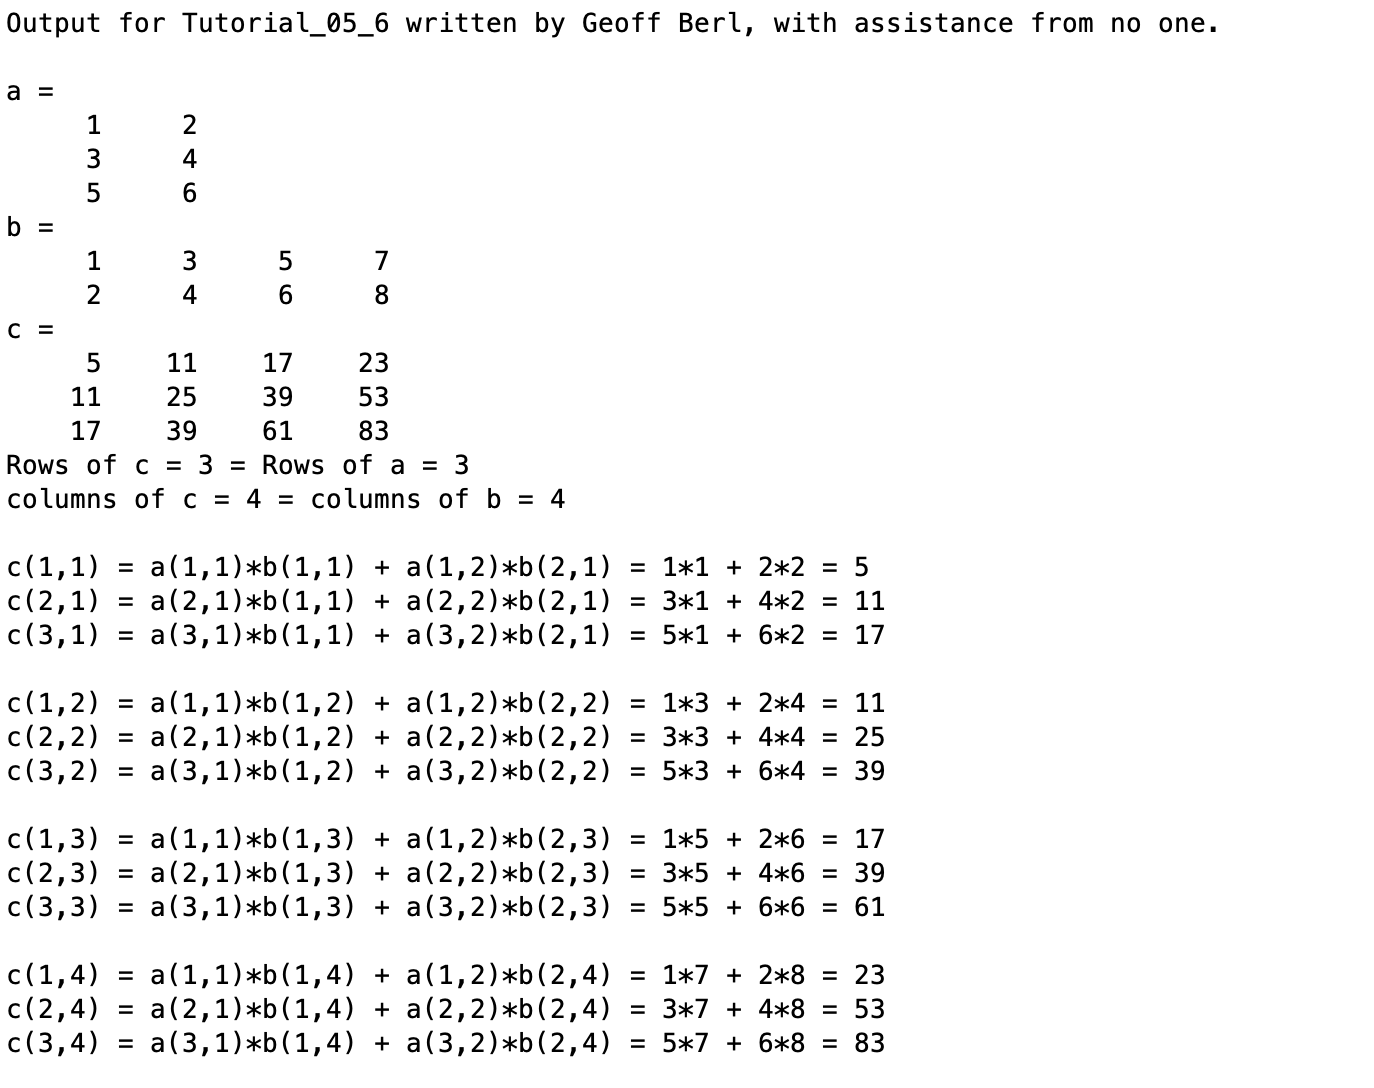 Output for Tutorial_05_6 written by Geoff Berl, with assistance from no one.
a =
1 2
3 4
5 6
b =
1 3 5 7
2 4 6 8
c =
5 11 17 23
11 25 39 53
17 39 61 83
Rows of c = 3 = Rows of a = 3
columns of c = 4 = columns of b = 4
c(1,1) = a(1,1)*b(1,1) + a(1,2)*b(2,1) = 1*1 + 2*2 = 5
c(2,1) = a(2,1)*b(1,1) + a(2,2)*b(2,1) = 3*1 + 4*2 = 11
c(3,1) = a(3,1)*b(1,1) + a(3,2)*b(2,1) = 5*1 + 6*2 = 17
c(1,2) = a(1,1)*b(1,2) + a(1,2)*b(2,2) = 1*3 + 2*4 = 11
c(2,2) = a(2,1)*b(1,2) + a(2,2)*b(2,2) = 3*3 + 4*4 = 25
c(3,2) = a(3,1)*b(1,2) + a(3,2)*b(2,2) = 5*3 + 6*4 = 39
c(1,3) = a(1,1)*b(1,3) + a(1,2)*b(2,3) = 1*5 + 2*6 = 17
c(2,3) = a(2,1)*b(1,3) + a(2,2)*b(2,3) = 3*5 + 4*6 = 39
c(3,3) = a(3,1)*b(1,3) + a(3,2)*b(2,3) = 5*5 + 6*6 = 61
c(1,4) = a(1,1)*b(1,4) + a(1,2)*b(2,4) = 1*7 + 2*8 = 23
c(2,4) = a(2,1)*b(1,4) + a(2,2)*b(2,4) = 3*7 + 4*8 = 53
c(3,4) = a(3,1)*b(1,4) + a(3,2)*b(2,4) = 5*7 + 6*8 = 83